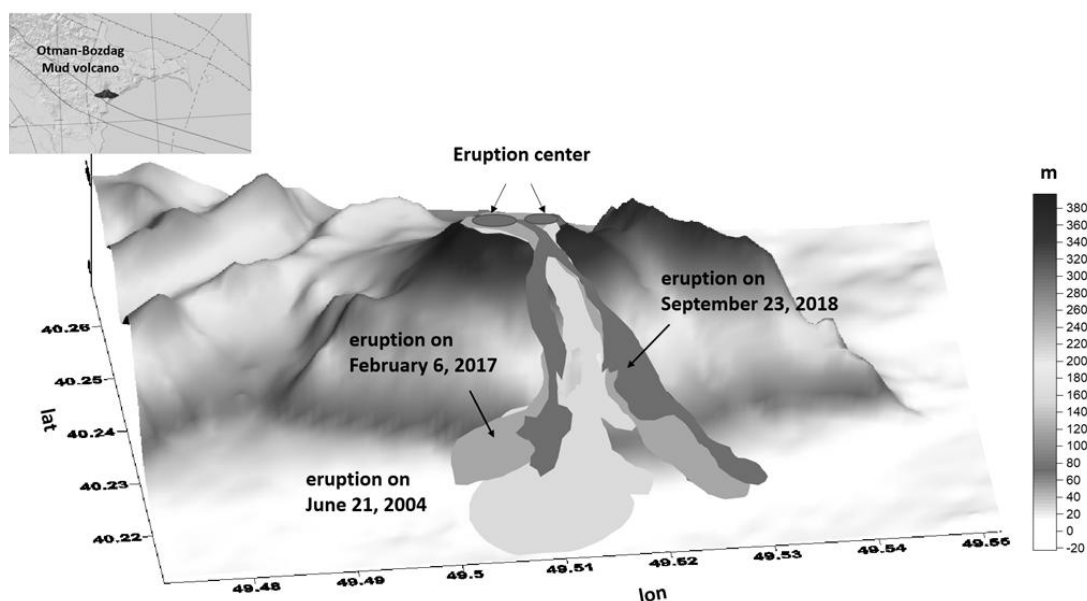 Otman-Bozdag
Mud volcano
Eruption center
m
380
360
340
320
300
280
260
240
220
200
180
160
140
120
100
80
60
40
20
0
-20
eruption on
September 23, 2018
eruption on
February 6, 2017
eruption on
June 21, 2004
40.26
40.25
40.24
40.23
40.22
lat
49.48
49.49
49.5
49.51
49.52
49.53
49.54
49.55
lon